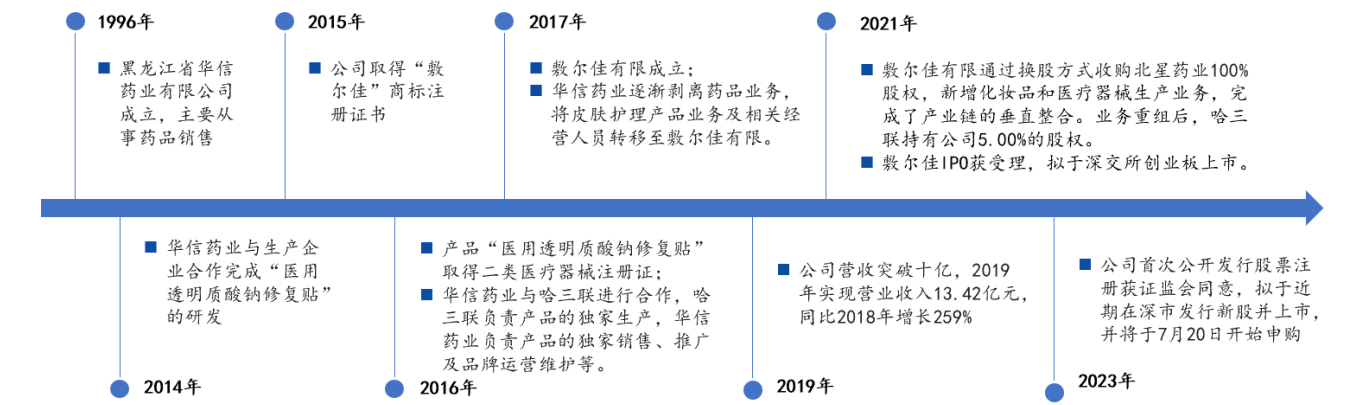 1996年
黑龙江省华信
药业有限公司
成立，主要从
事药品销售
2015年
公司取得“敷
尔佳”商标注
册证书
2017年
敷尔佳有限成立；
华信药业逐渐剥离药品业务，
将皮肤护理产品业务及相关经
营人员转移至敷尔佳有限。
2021年
敷尔佳有限通过换股方式收购北星药业100%
股权，新增化妆品和医疗器械生产业务，完
成了产业链的垂直整合。业务重组后，哈三
联持有公司5.00%的股权。
敷尔佳IPO获受理，拟于深交所创业板上市。
华信药业与生产企
业合作完成“医用
透明质酸钠修复贴”
的研发
2014年
产品“医用透明质酸钠修复贴”
取得二类医疗器械注册证；
华信药业与哈三联进行合作，哈
三联负责产品的独家生产，华信
药业负责产品的独家销售、推广
及品牌运营维护等。
2016年
公司营收突破十亿，2019
年实现营业收入13.42亿元，
同比2018年增长259%
2019年
公司首次公开发行股票注
册获证监会同意，拟于近
期在深市发行新股并上市，
并将于7月20日开始申购
2023年